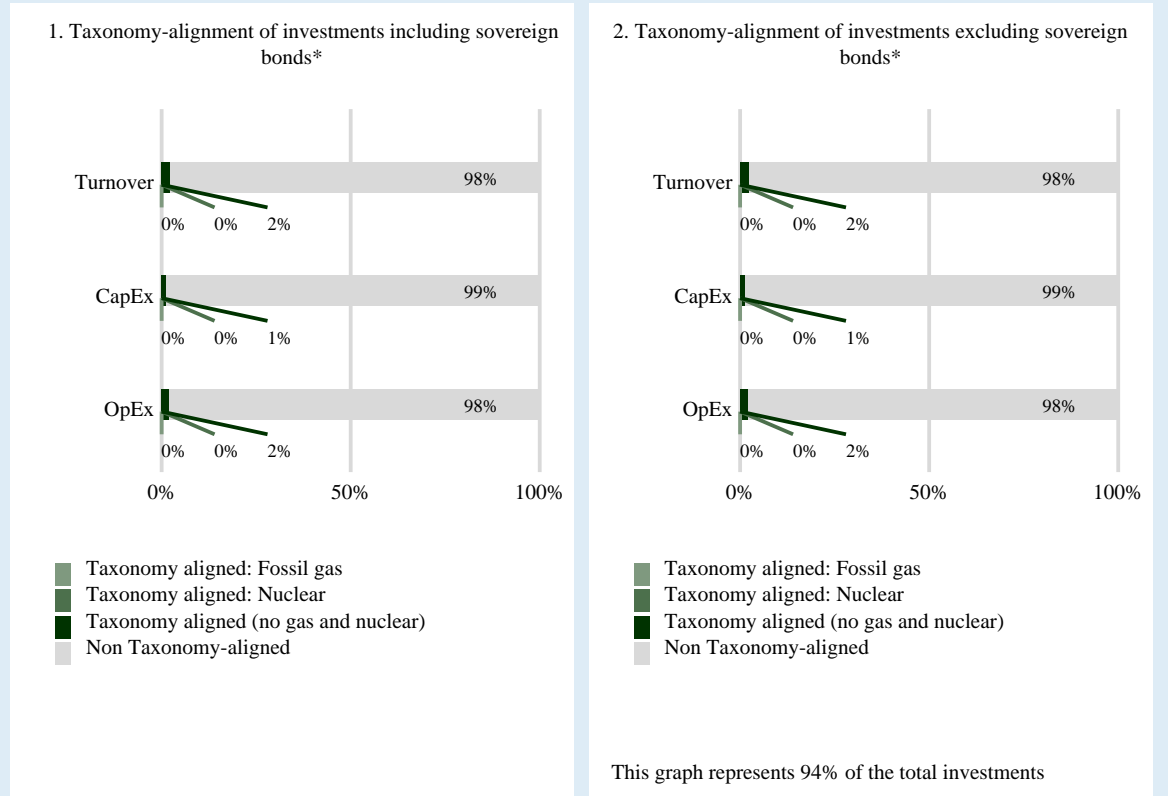 1. Taxonomy-alignment of investments including sovereign
bonds*
Turnover
98%
0% 0% 2%
CapEx
99%
0% 0% 1%
OpEx
98%
0% 0% 2%
0% 50% 100%
Taxonomy aligned: Fossil gas
Taxonomy aligned: Nuclear
Taxonomy aligned (no gas and nuclear)
Non Taxonomy-aligned
2. Taxonomy-alignment of investments excluding sovereign
bonds*
Turnover
98%
0% 0% 2%
CapEx
99%
0% 0% 1%
OpEx
98%
0% 0% 2%
0% 50% 100%
Taxonomy aligned: Fossil gas
Taxonomy aligned: Nuclear
Taxonomy aligned (no gas and nuclear)
Non Taxonomy-aligned
This graph represents 94% of the total investments